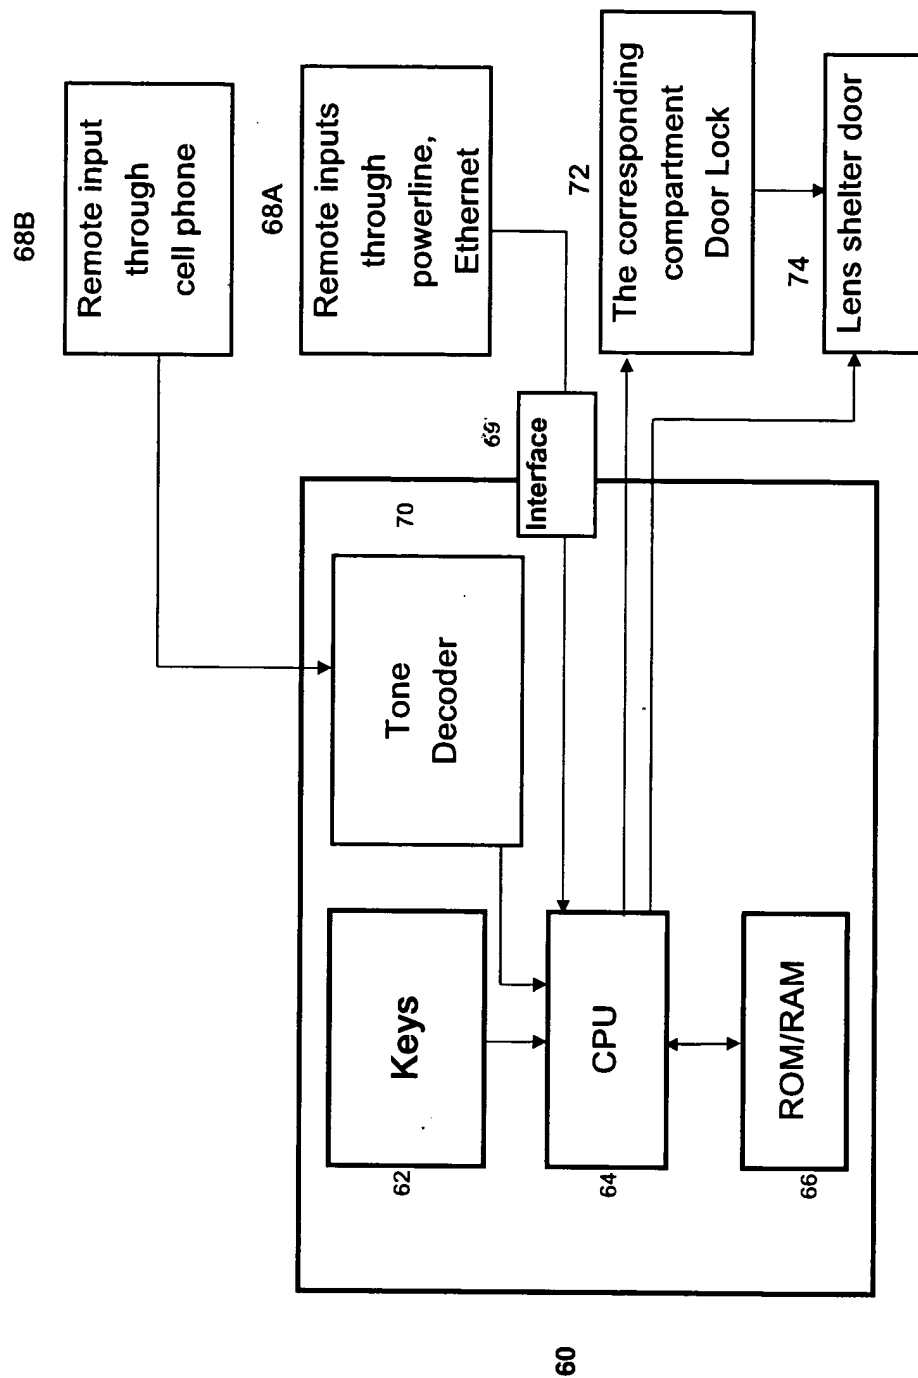 68B
Remote input
through
cell phone
68A
Remote inputs
through
powerline,
Ethernet
72
The corresponding
compartment
Door Lock
74
Lens shelter door
69
Interface
70
Tone
Decoder
Keys
62
CPU
64
ROM/RAM
66
60